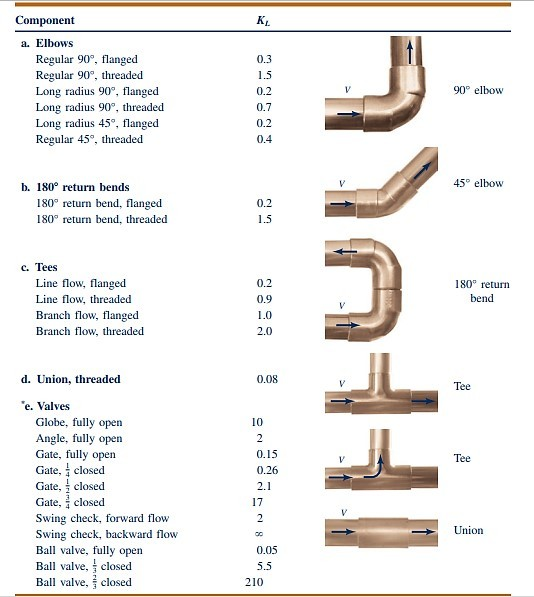 Component K_L
a. Elbows
Regular 90°, flanged 0.3
Regular 90°, threaded 1.5
Long radius 90°, flanged 0.2
Long radius 90°, threaded 0.7
Long radius 45°, flanged 0.2
Regular 45°, threaded 0.4
V
90° elbow
b. 180° return bends
180° return bend, flanged 0.2
180° return bend, threaded 1.5
V
45° elbow
c. Tees
Line flow, flanged 0.2
Line flow, threaded 0.9
Branch flow, flanged 1.0
Branch flow, threaded 2.0
V
180° return
bend
d. Union, threaded 0.08
V
Tee
*e. Valves
Globe, fully open 10
Angle, fully open 2
Gate, fully open 0.15
Gate, 1/4 closed 0.26
Gate, 1/2 closed 2.1
Gate, 3/4 closed 17
Swing check, forward flow 2
Swing check, backward flow ∞
Ball valve, fully open 0.05
Ball valve, 1/3 closed 5.5
Ball valve, 2/3 closed 210
V
Tee
V
Union